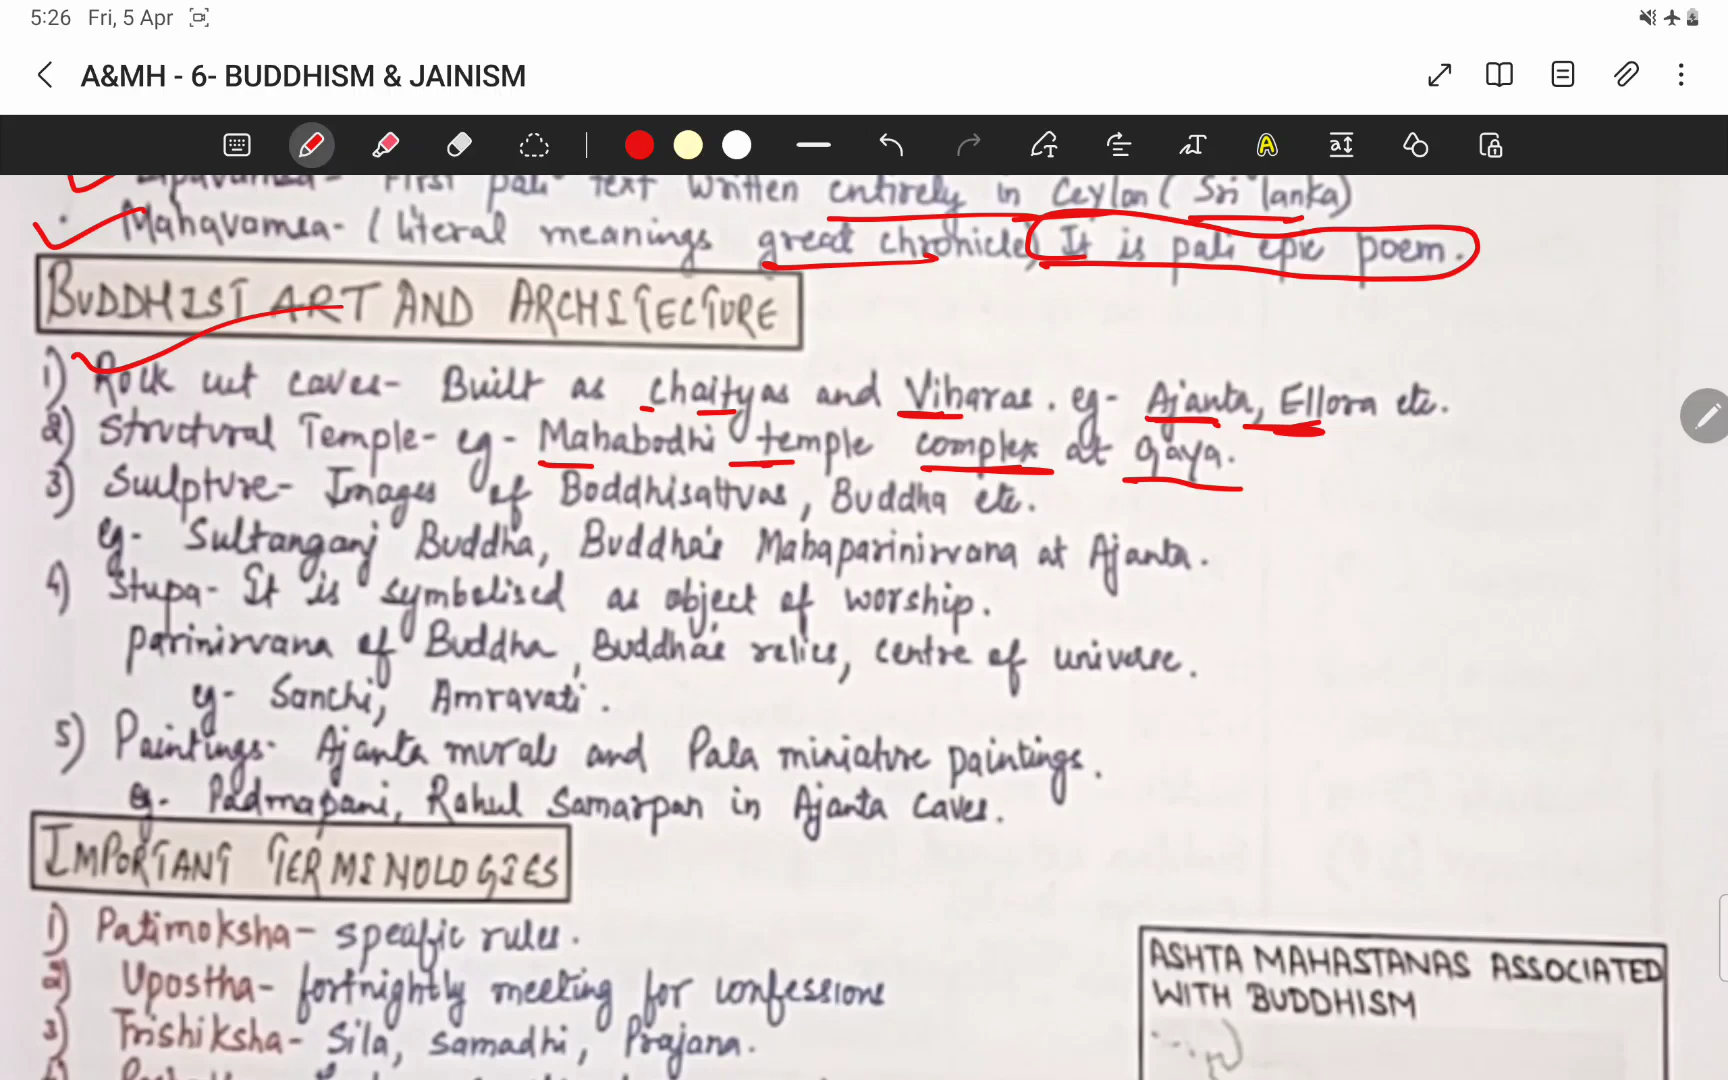 5:26 Fri, 5 Apr
A&MH - 6- BUDDHISM & JAINISM
First pali text written entirely in Ceylon (Sri lanka)
Mahavamsa- (literal meanings great chronicle) It is pali epic poem.
BUDDHIST ART AND ARCHITECTURE
1) Rock cut caves- Built as chaityas and Viharas. eg- Ajanta, Ellora etc.
2) Structural Temple- eg- Mahabodhi temple complex at Gaya.
3) Sculpture- Images of Boddhisattvas, Buddha etc.
eg- Sultanganj Buddha, Buddha's Mahaparinirvana at Ajanta.
4) Stupa- It is symbolised as object of worship.
parinirvana of Buddha, Buddha's relics, centre of universe.
eg- Sanchi, Amravati.
5) Paintings- Ajanta murals and Pala miniature paintings.
eg- Padmapani, Rahul Samarpan in Ajanta caves.
IMPORTANT TERMINOLOGIES
1) Patimoksha- specific rules.
2) Upostha- fortnightly meeting for confessions
3) Trishiksha- Sila, samadhi, Prajana.
ASHTA MAHASTANAS ASSOCIATED
WITH BUDDHISM